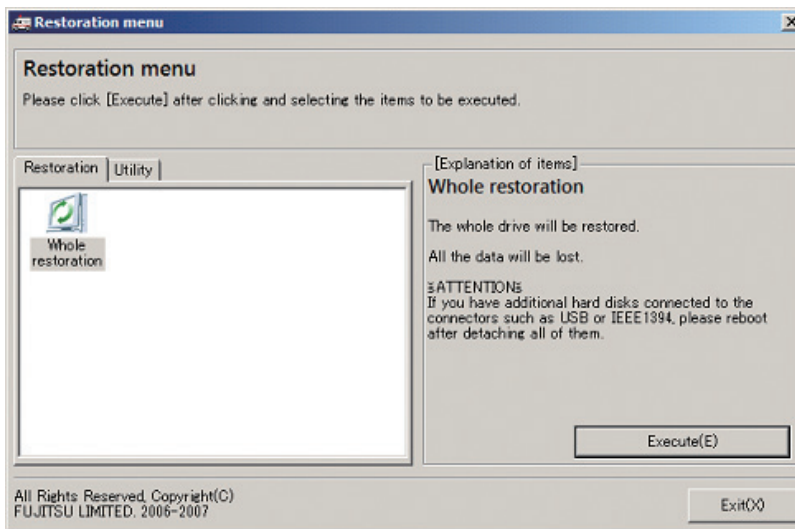 Restoration menu
Restoration menu
Please click [Execute] after clicking and selecting the items to be executed.
Restoration
Utility
Whole
restoration
[Explanation of items]
Whole restoration
The whole drive will be restored.
All the data will be lost.
≚ATTENTION≚
If you have additional hard disks connected to the
connectors such as USB or IEEE1394, please reboot
after detaching all of them.
Execute(E)
All Rights Reserved, Copyright(C)
FUJITSU LIMITED. 2006-2007
Exit(X)